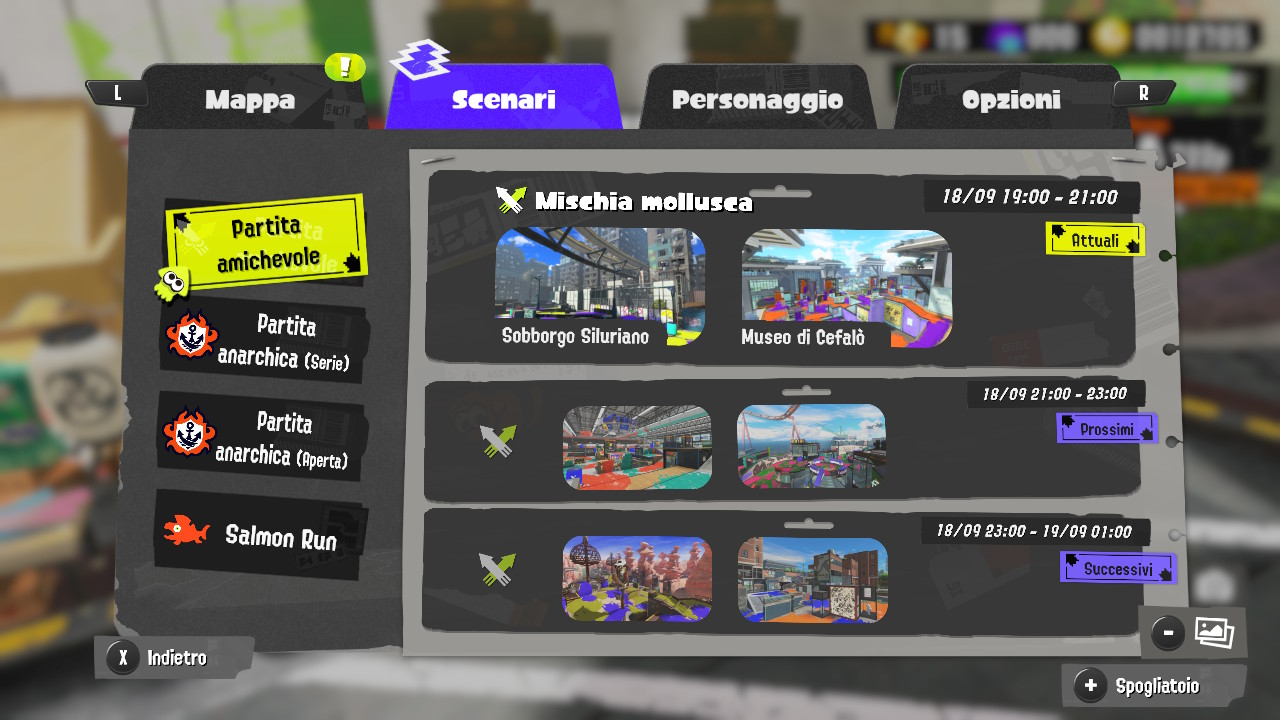 L
Mappa
!
Scenari
Personaggio
Opzioni
R
Partita
amichevole
Partita
anarchica (Serie)
Partita
anarchica (Aperta)
Salmon Run
Mischia mollusca
18/09 19:00 - 21:00
Attuali
Sobborgo Siluriano
Museo di Cefalò
18/09 21:00 - 23:00
Prossimi
18/09 23:00 - 19/09 01:00
Successivi
X Indietro
-
+ Spogliatoio